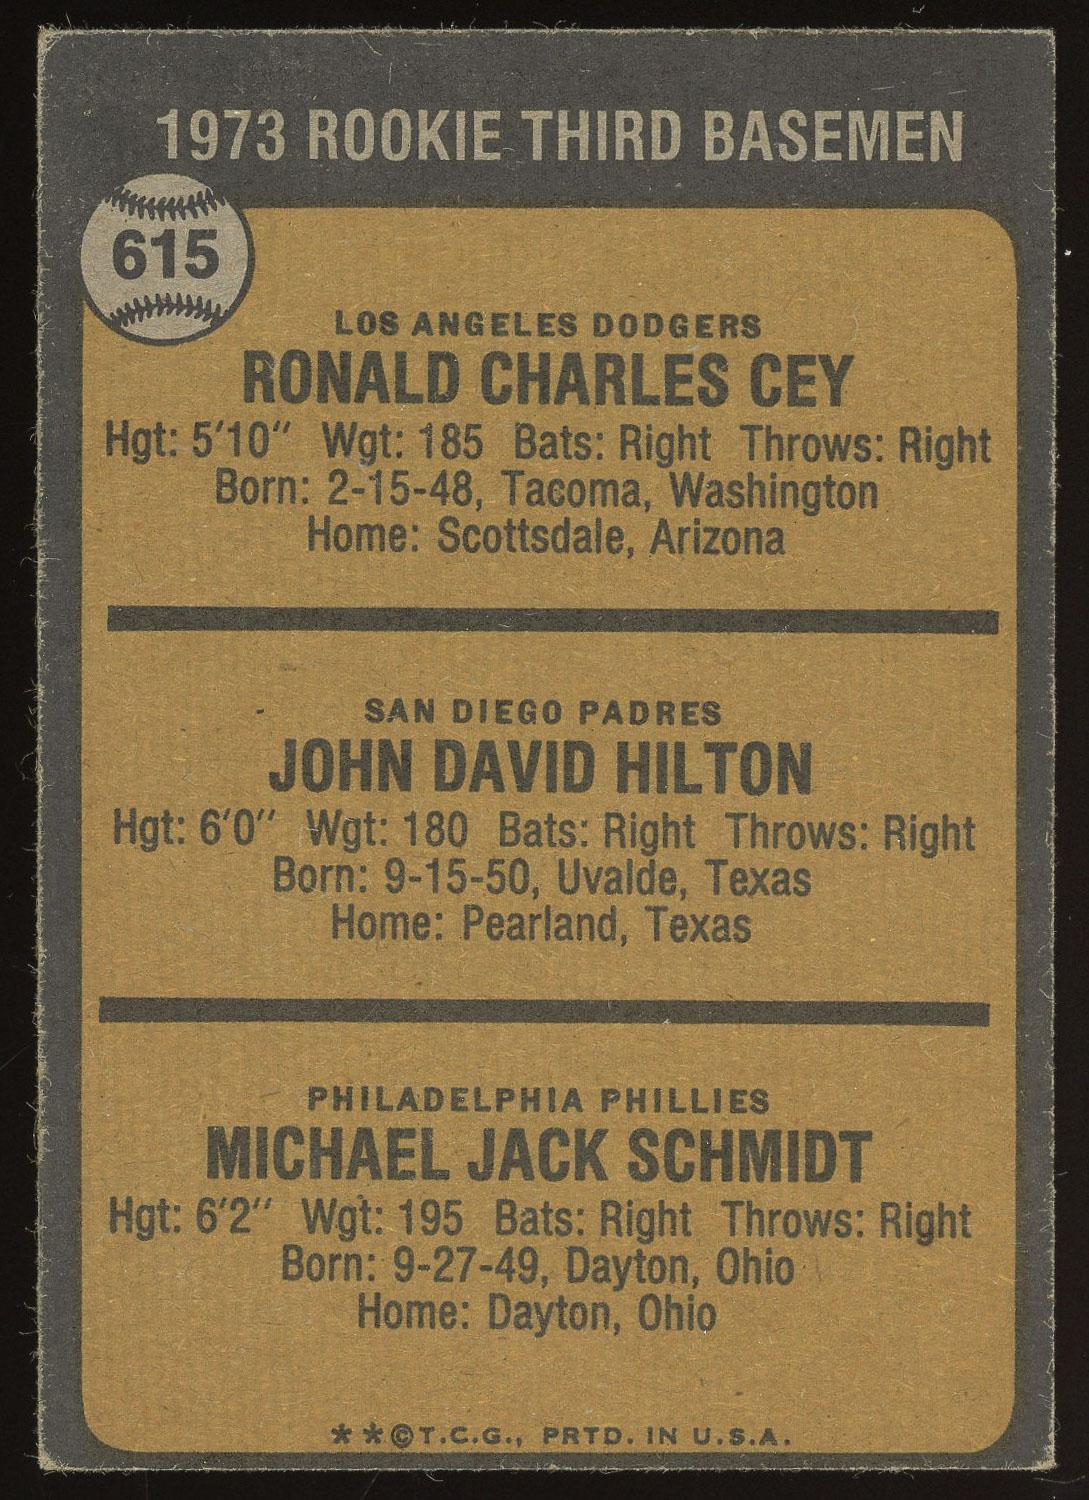 1973 ROOKIE THIRD BASEMEN
615
LOS ANGELES DODGERS
RONALD CHARLES CEY
Hgt: 5'10" Wgt: 185 Bats: Right Throws: Right
Born: 2-15-48, Tacoma, Washington
Home: Scottsdale, Arizona
SAN DIEGO PADRES
JOHN DAVID HILTON
Hgt: 6'0" Wgt: 180 Bats: Right Throws: Right
Born: 9-15-50, Uvalde, Texas
Home: Pearland, Texas
PHILADELPHIA PHILLIES
MICHAEL JACK SCHMIDT
Hgt: 6'2" Wgt: 195 Bats: Right Throws: Right
Born: 9-27-49, Dayton, Ohio
Home: Dayton, Ohio
**©T.C.G., PRTD. IN U.S.A.